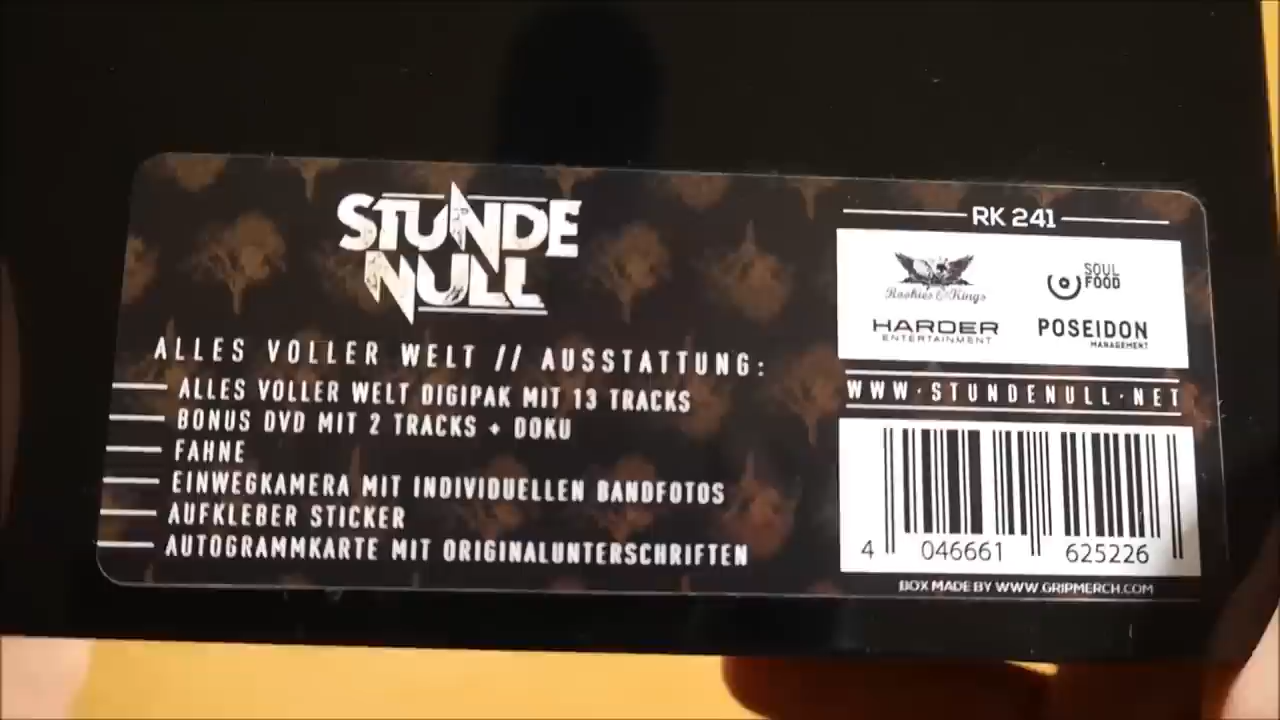 STUNDE
NULL
ALLES VOLLER WELT // AUSSTATTUNG:
ALLES VOLLER WELT DIGIPAK MIT 13 TRACKS
BONUS DVD MIT 2 TRACKS + DOKU
FAHNE
EINWEGKAMERA MIT INDIVIDUELLEN BANDFOTOS
AUFKLEBER STICKER
AUTOGRAMMKARTE MIT ORIGINALUNTERSCHRIFTEN
RK 241
Rookies & Kings
SOUL
FOOD
HARDER
ENTERTAINMENT
POSEIDON
MANAGEMENT
WWW·STUNDENULL·NET
4 046661 625226
BOX MADE BY WWW.GRIPMERCH.COM